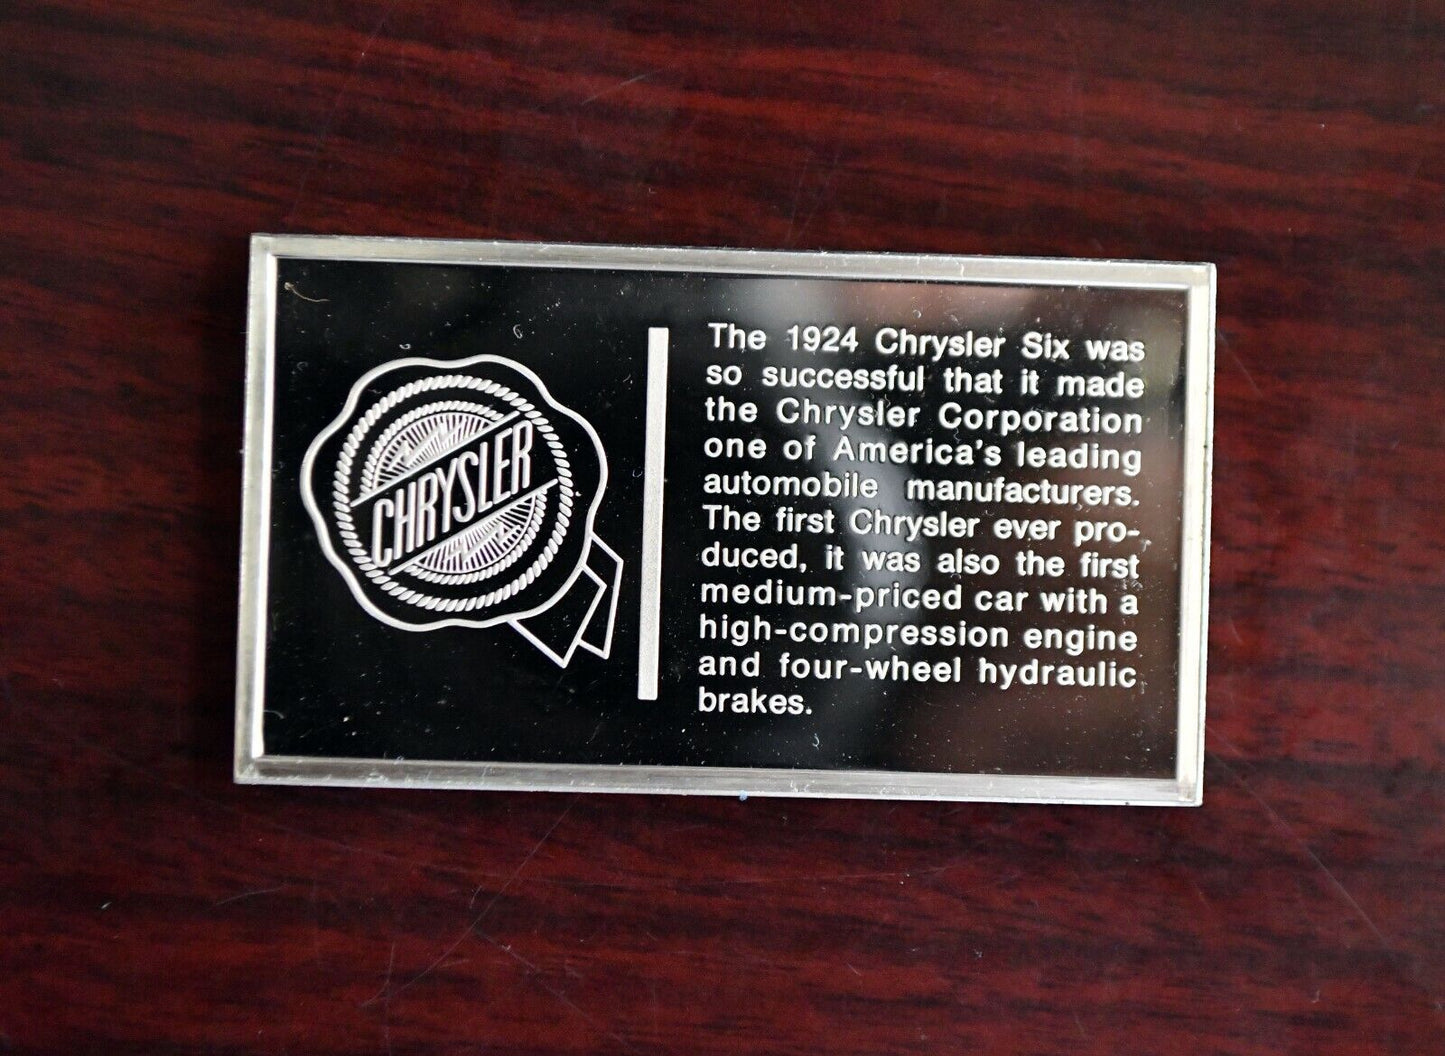 CHRYSLER
The 1924 Chrysler Six was
so successful that it made
the Chrysler Corporation
one of America's leading
automobile manufacturers.
The first Chrysler ever pro-
duced, it was also the first
medium-priced car with a
high-compression engine
and four-wheel hydraulic
brakes.